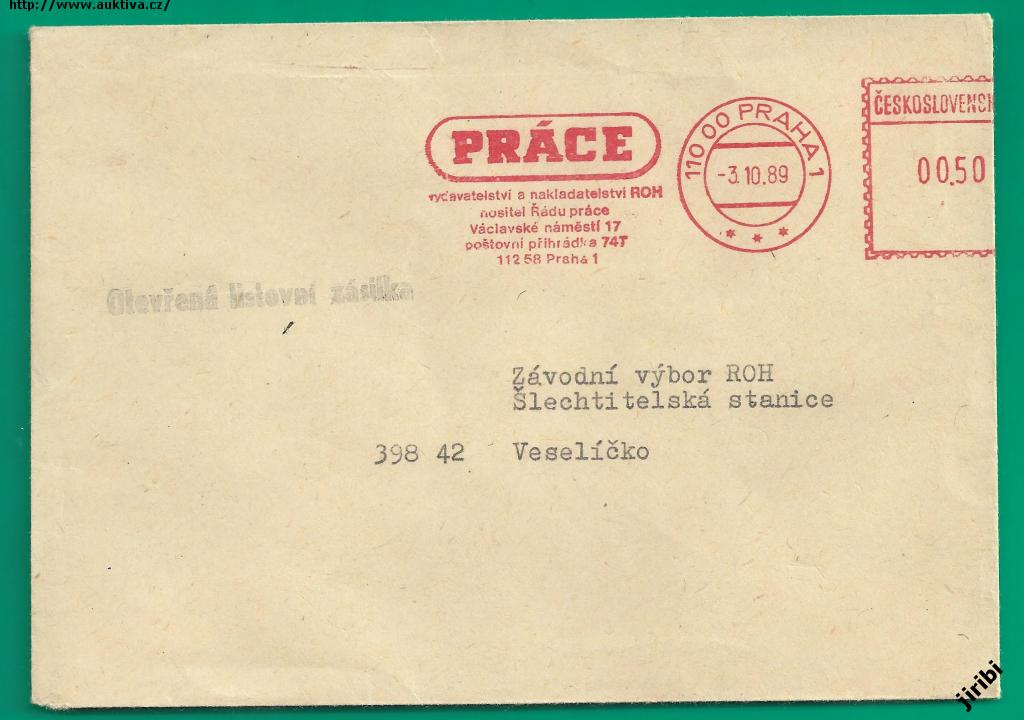 http://www.auktiva.cz/
PRÁCE
vydavatelství a nakladatelství ROH
nositel Řádu práce
Václavské náměstí 17
poštovní přihrádka 74T
112 58 Praha 1
110 00 PRAHA 1
-3.10.89
ČESKOSLOVENSK
00.50
Otevřená listovní zásilka
Závodní výbor ROH
Šlechtitelská stanice
398 42 Veselíčko
jiribi